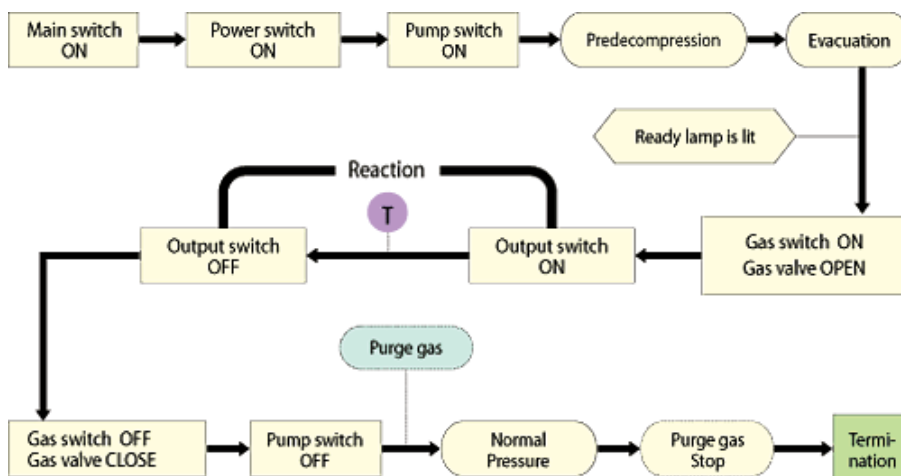 Main switch
ON
Power switch
ON
Pump switch
ON
Predecompression
Evacuation
Ready lamp is lit
Reaction
T
Output switch
OFF
Output switch
ON
Gas switch ON
Gas valve OPEN
Purge gas
Gas switch OFF
Gas valve CLOSE
Pump switch
OFF
Normal
Pressure
Purge gas
Stop
Termi-
nation